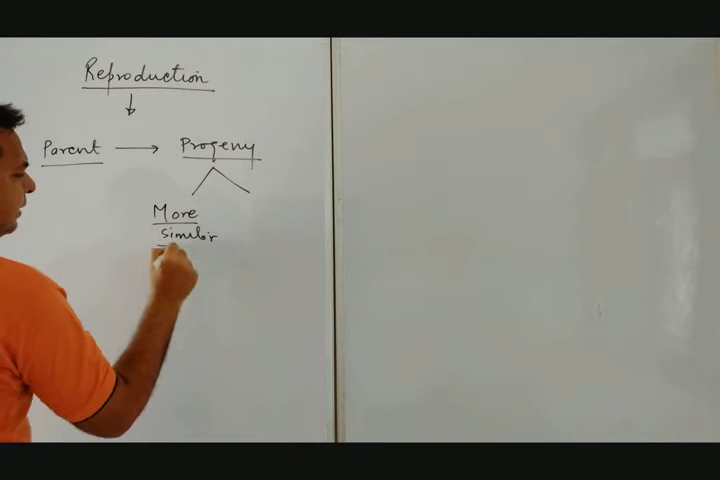 Reproduction
Parent → Progeny
More
similar